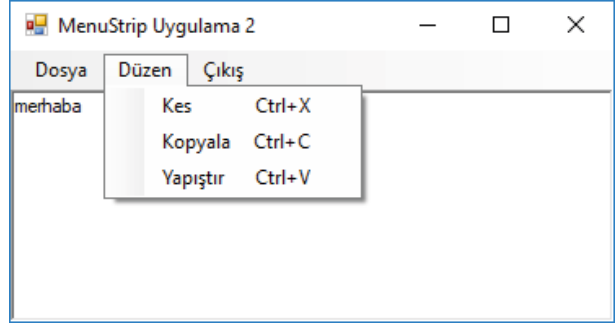 MenuStrip Uygulama 2
Dosya Düzen Çıkış
merhaba
Kes Ctrl+X
Kopyala Ctrl+C
Yapıştır Ctrl+V